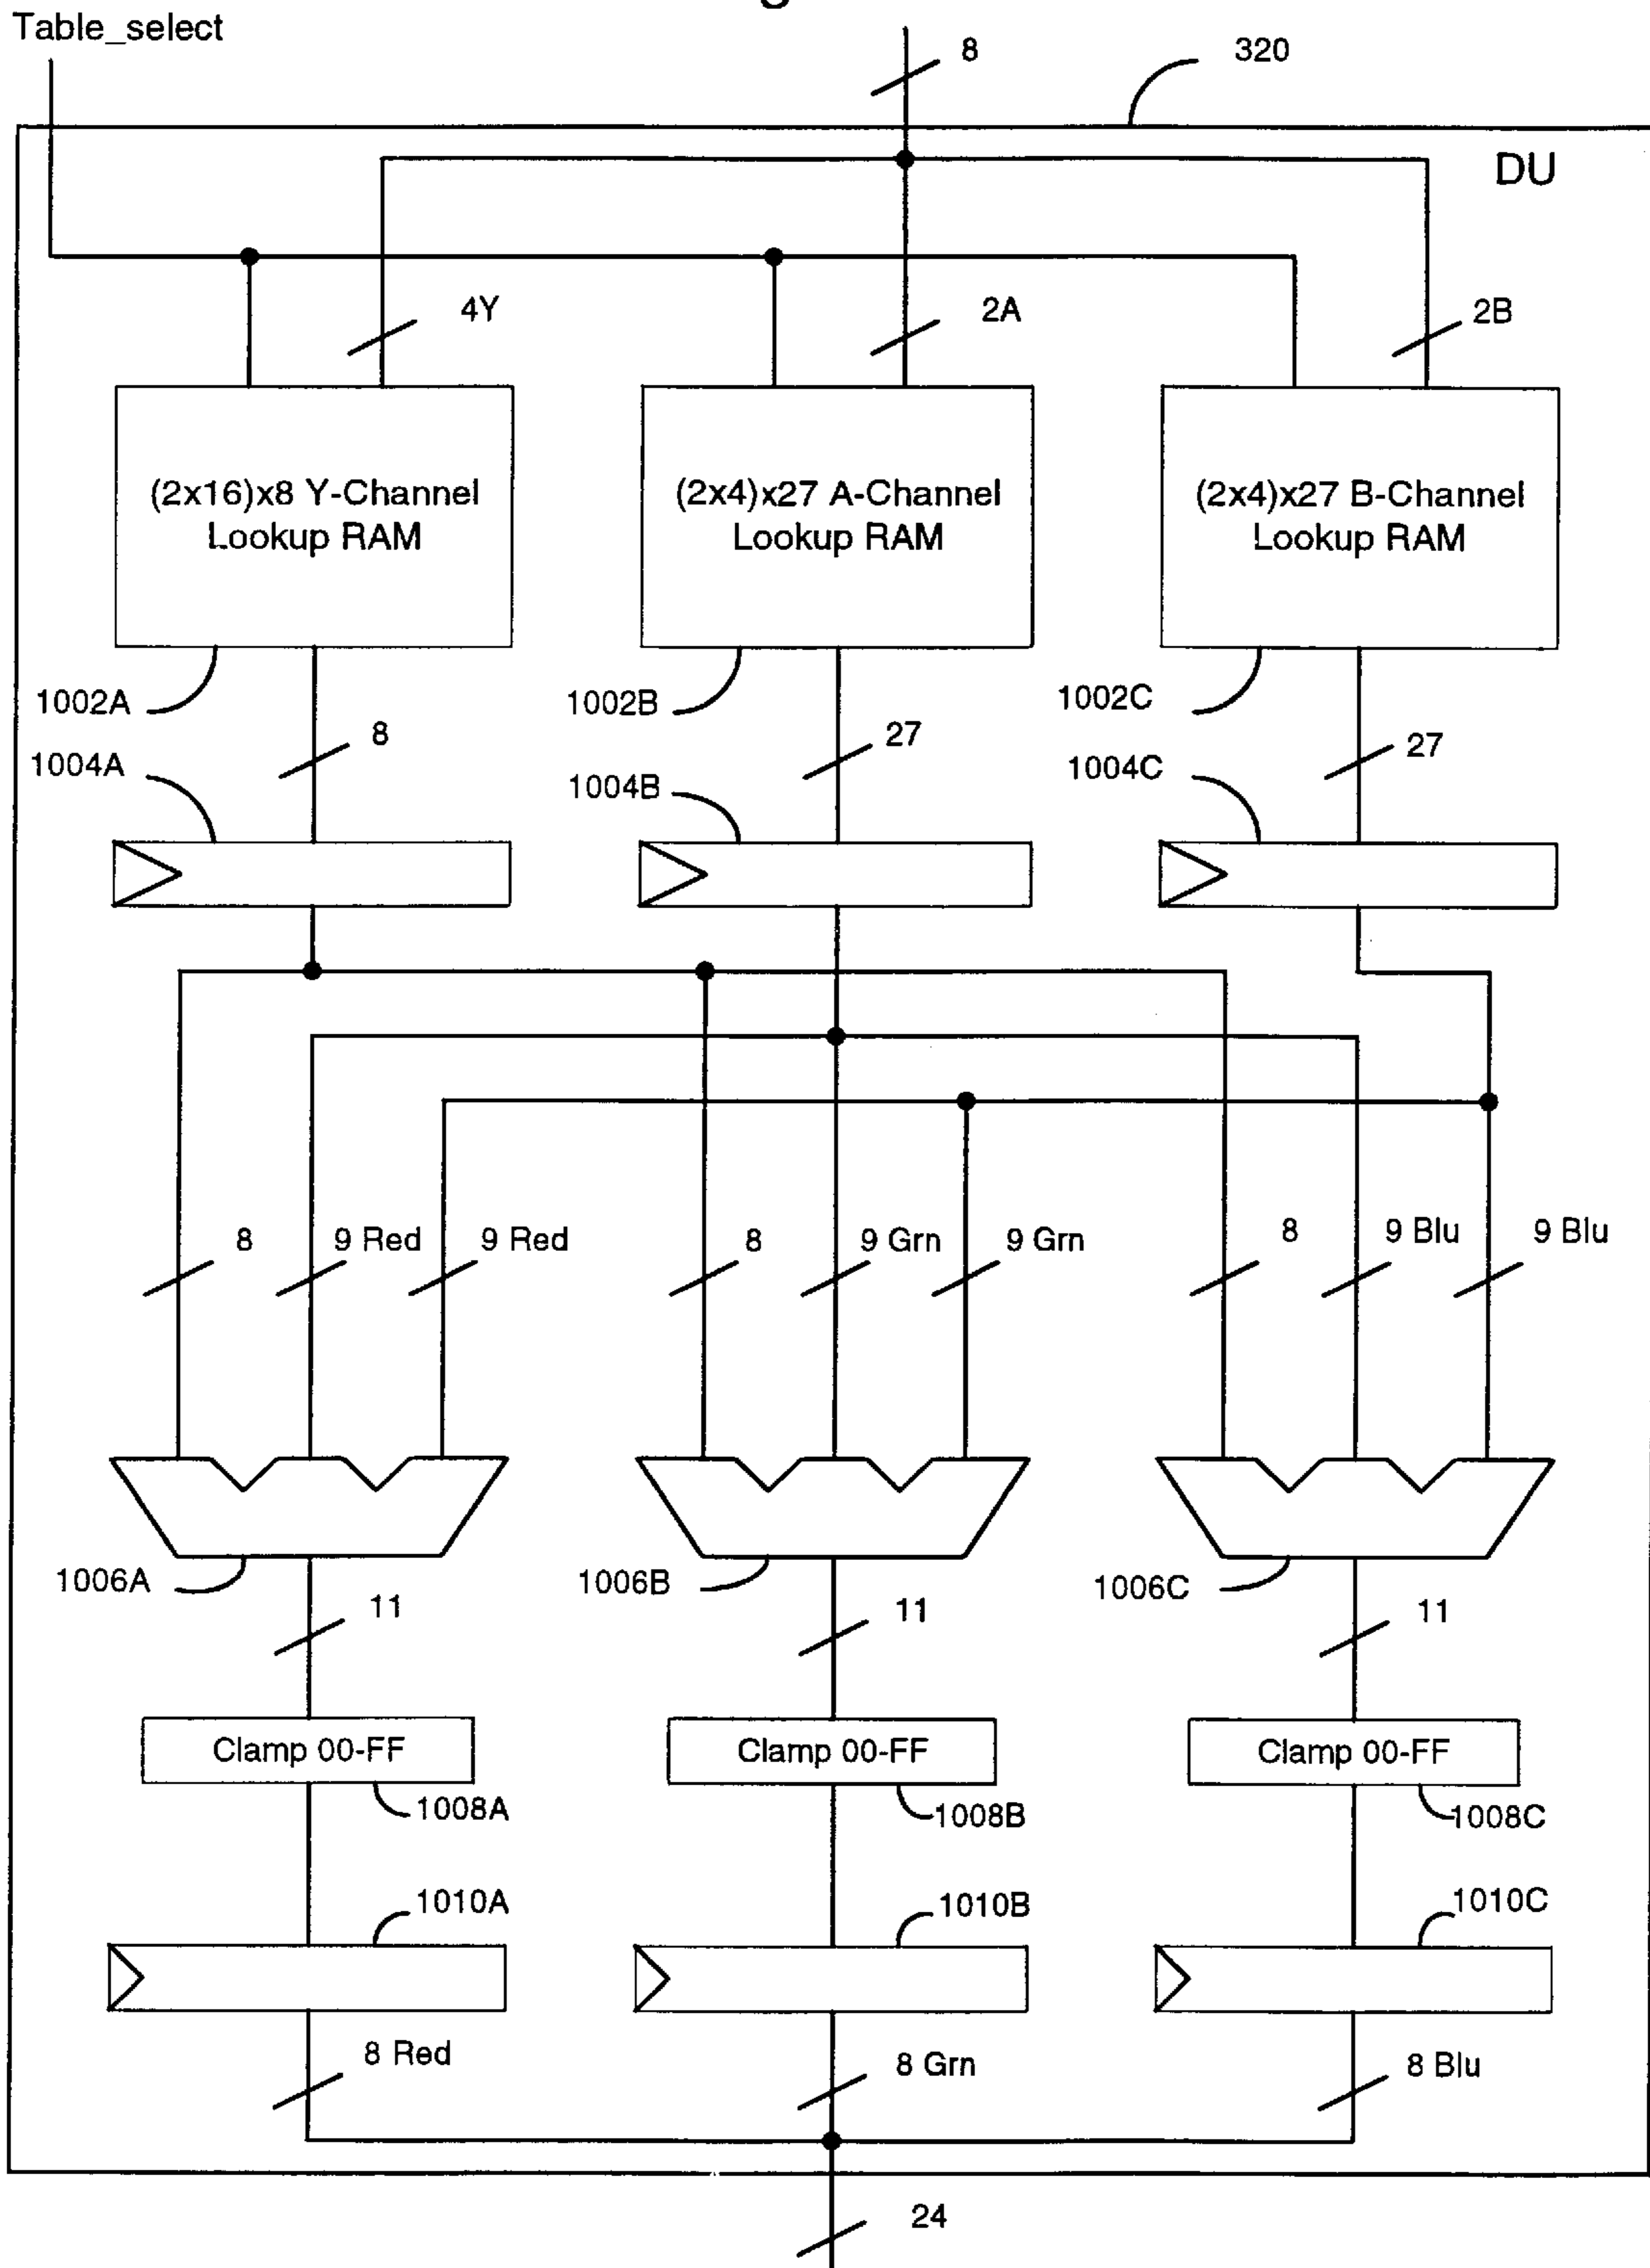 Table_select
8
320
DU
4Y
2A
2B
(2x16)x8 Y-Channel
Lookup RAM
(2x4)x27 A-Channel
Lookup RAM
(2x4)x27 B-Channel
Lookup RAM
1002A
1002B
1002C
8
27
27
1004A
1004B
1004C
8
9 Red
9 Red
8
9 Grn
9 Grn
8
9 Blu
9 Blu
1006A
1006B
1006C
11
11
11
Clamp 00-FF
Clamp 00-FF
Clamp 00-FF
1008A
1008B
1008C
1010A
1010B
1010C
8 Red
8 Grn
8 Blu
24